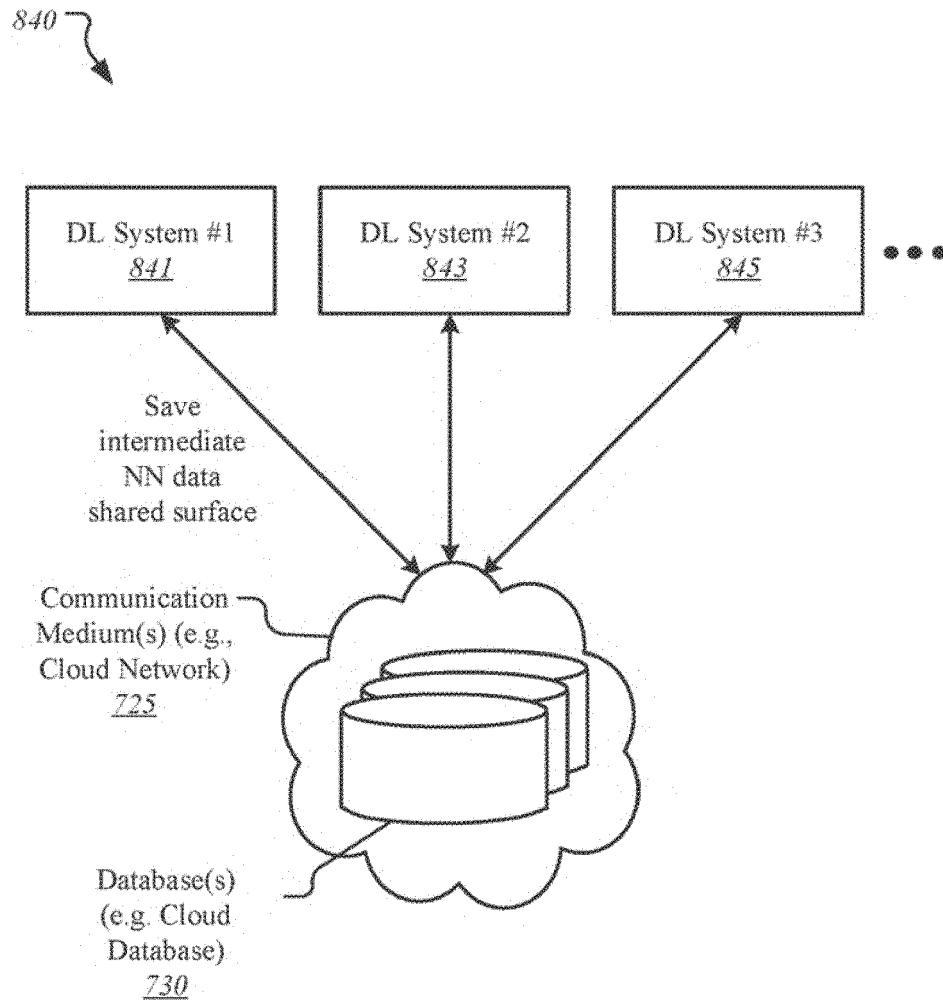 840
DL System #1
841
DL System #2
843
DL System #3
845
Save
intermediate
NN data
shared surface
Communication
Medium(s) (e.g.,
Cloud Network)
725
Database(s)
(e.g. Cloud
Database)
730